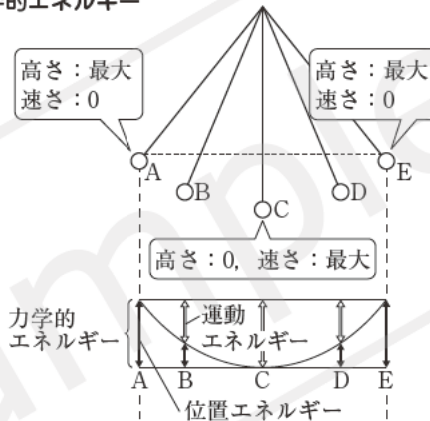 的エネルギー
高さ：最大
速さ：0
高さ：最大
速さ：0
A
B
C
D
E
高さ：0，速さ：最大
力学的
エネルギー
運動
エネルギー
A B C D E
位置エネルギー